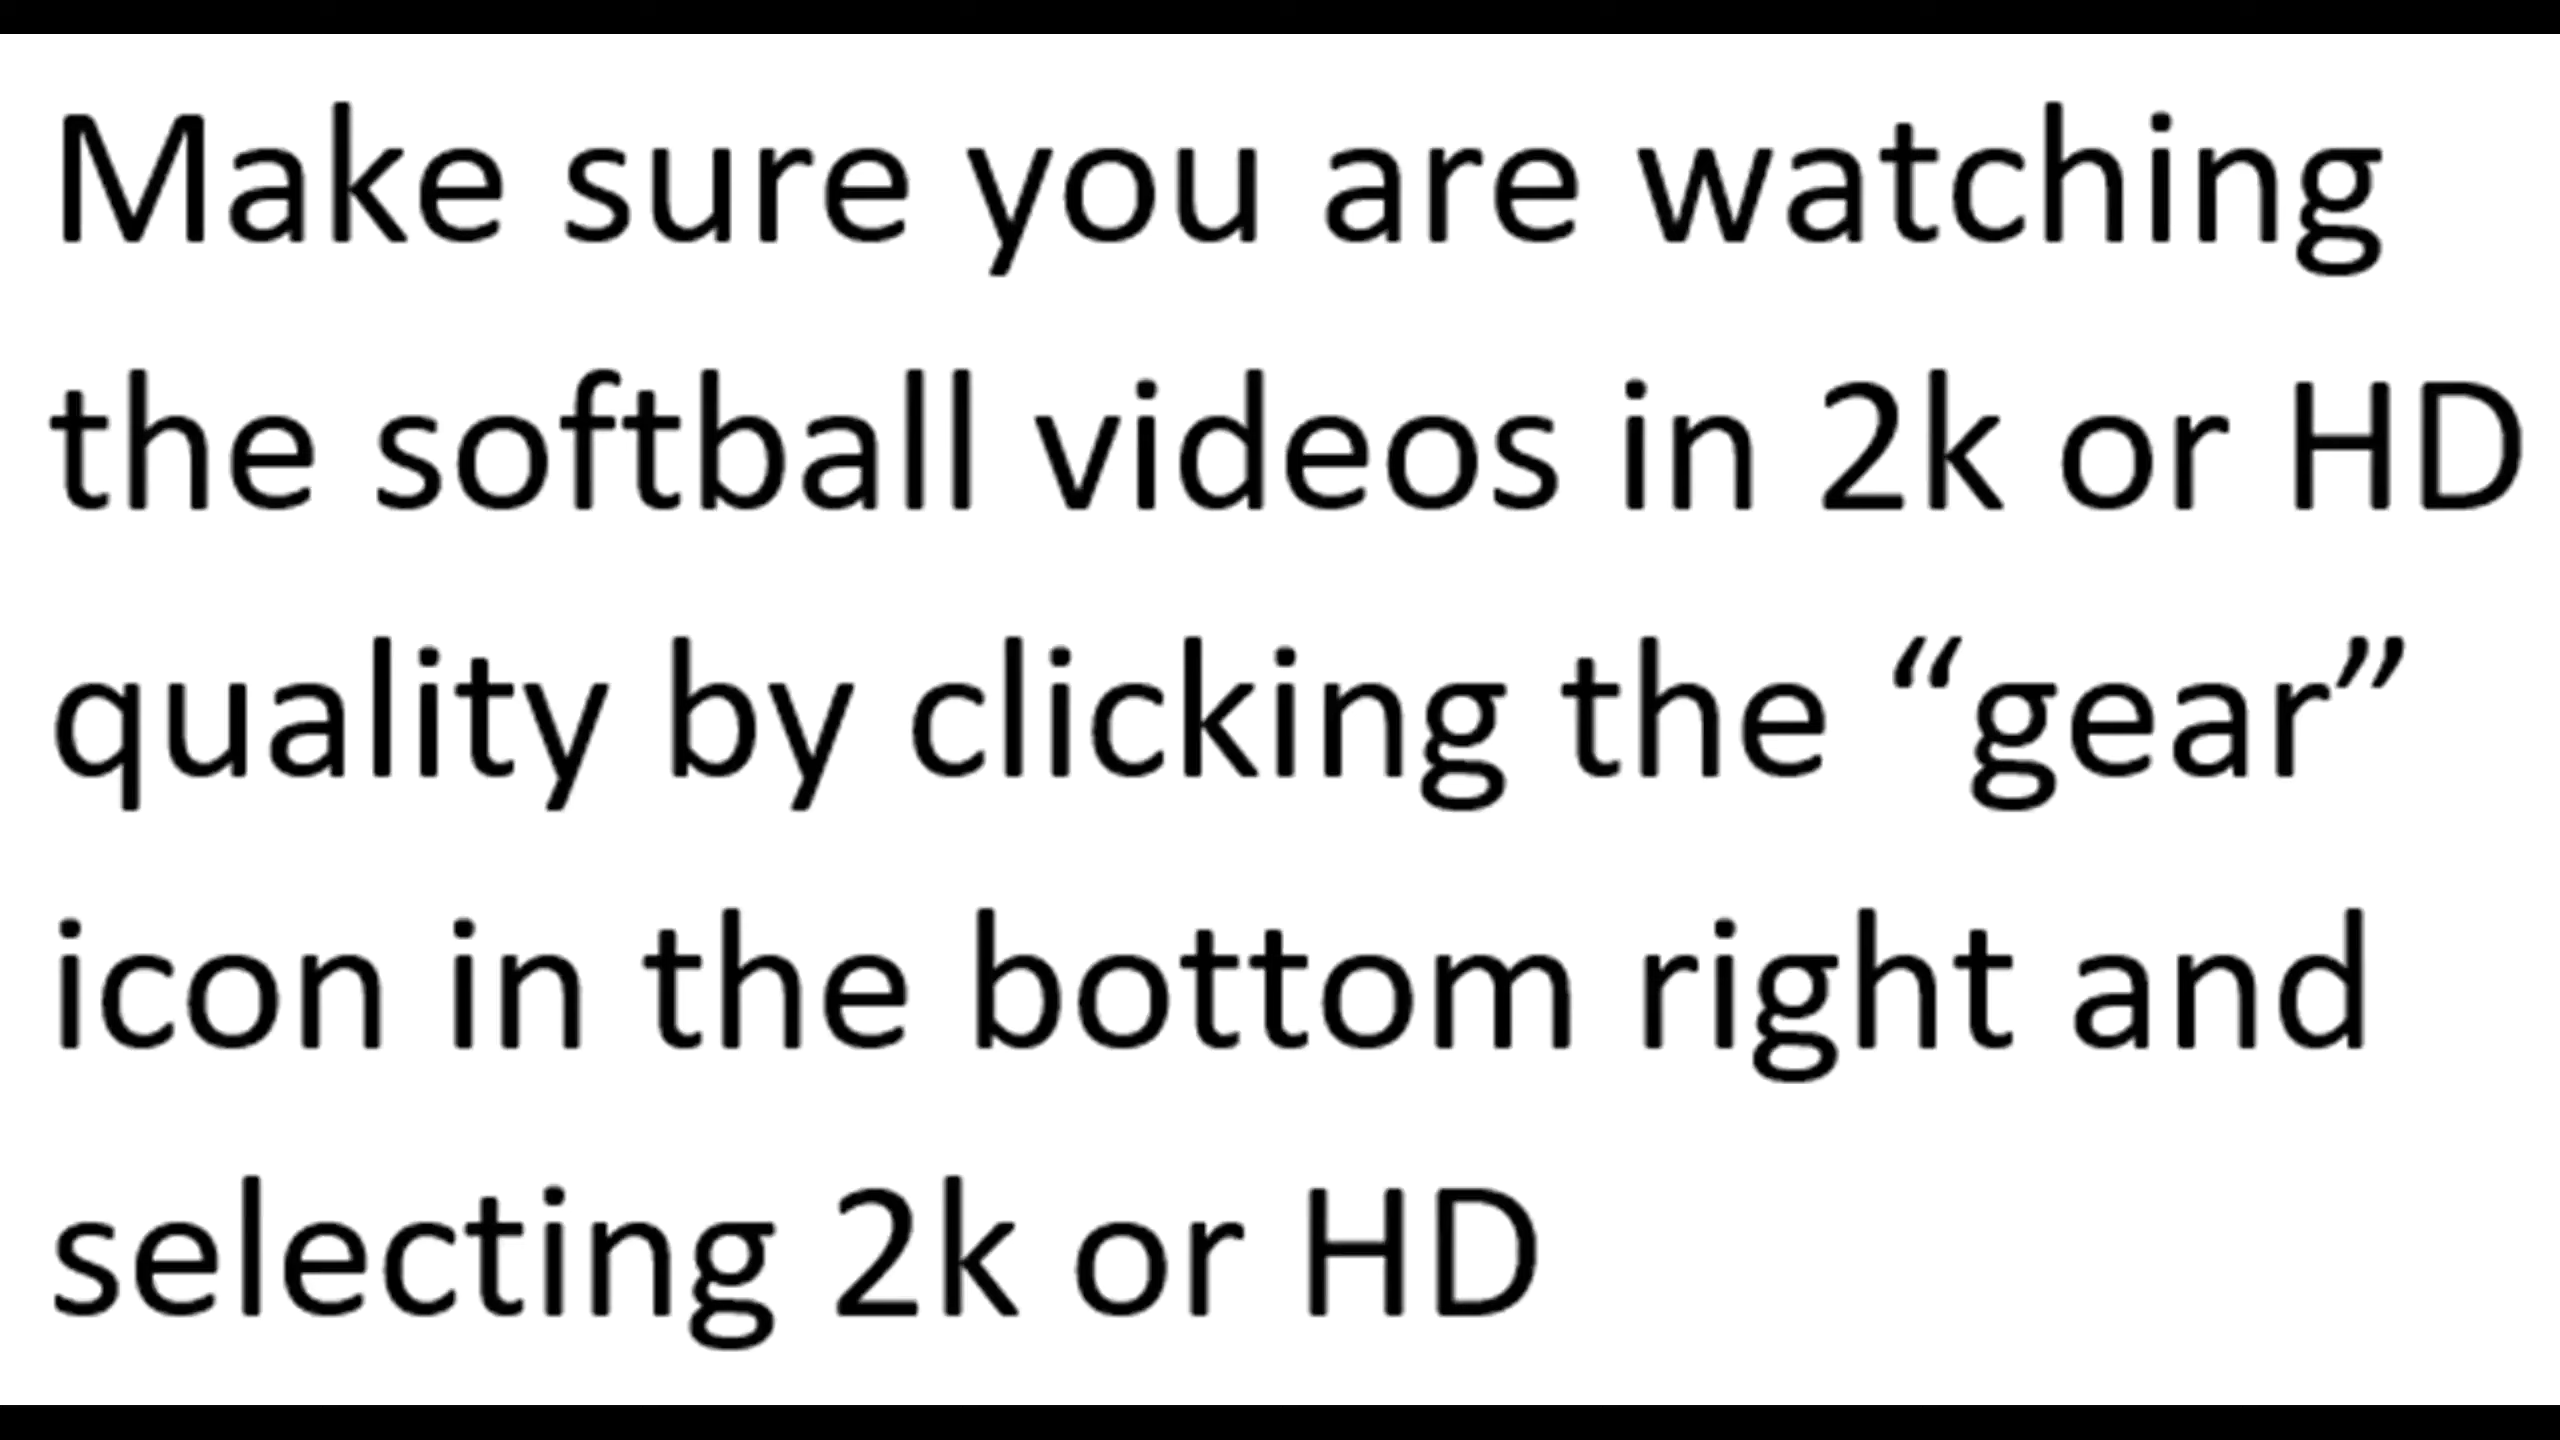 Make sure you are watching
the softball videos in 2k or HD
quality by clicking the “gear”
icon in the bottom right and
selecting 2k or HD